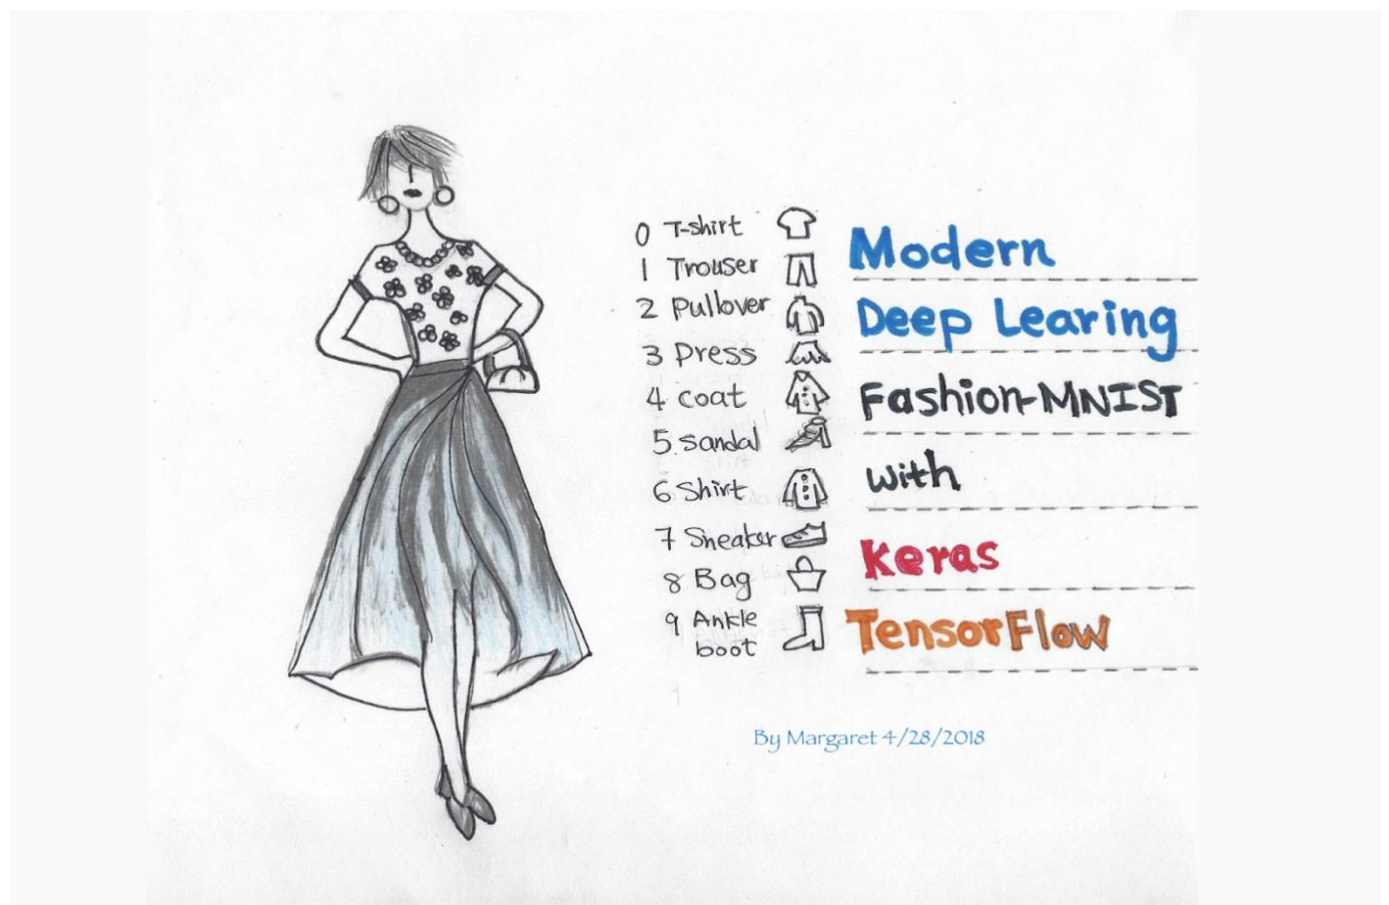 0 T-shirt
1 Trouser
2 Pullover
3 Press
4 coat
5. sandal
6 Shirt
7 Sneaker
8 Bag
9 Ankle
boot
Modern
Deep Learing
Fashion-MNIST
with
Keras
TensorFlow
By Margaret 4/28/2018